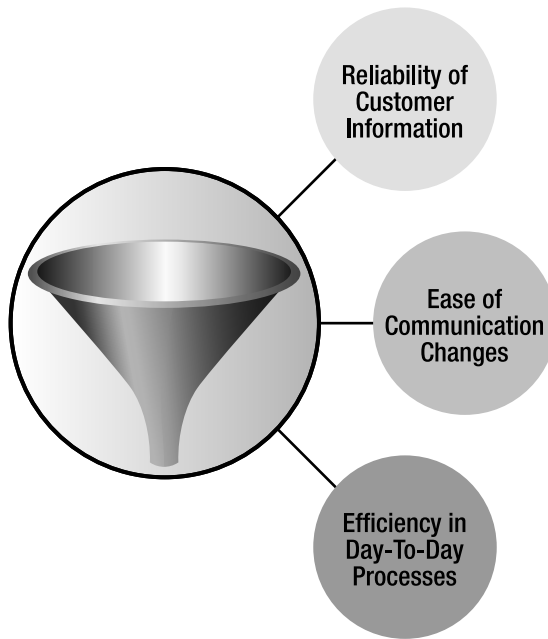 Reliability of
Customer
Information
Ease of
Communication
Changes
Efficiency in
Day-To-Day
Processes